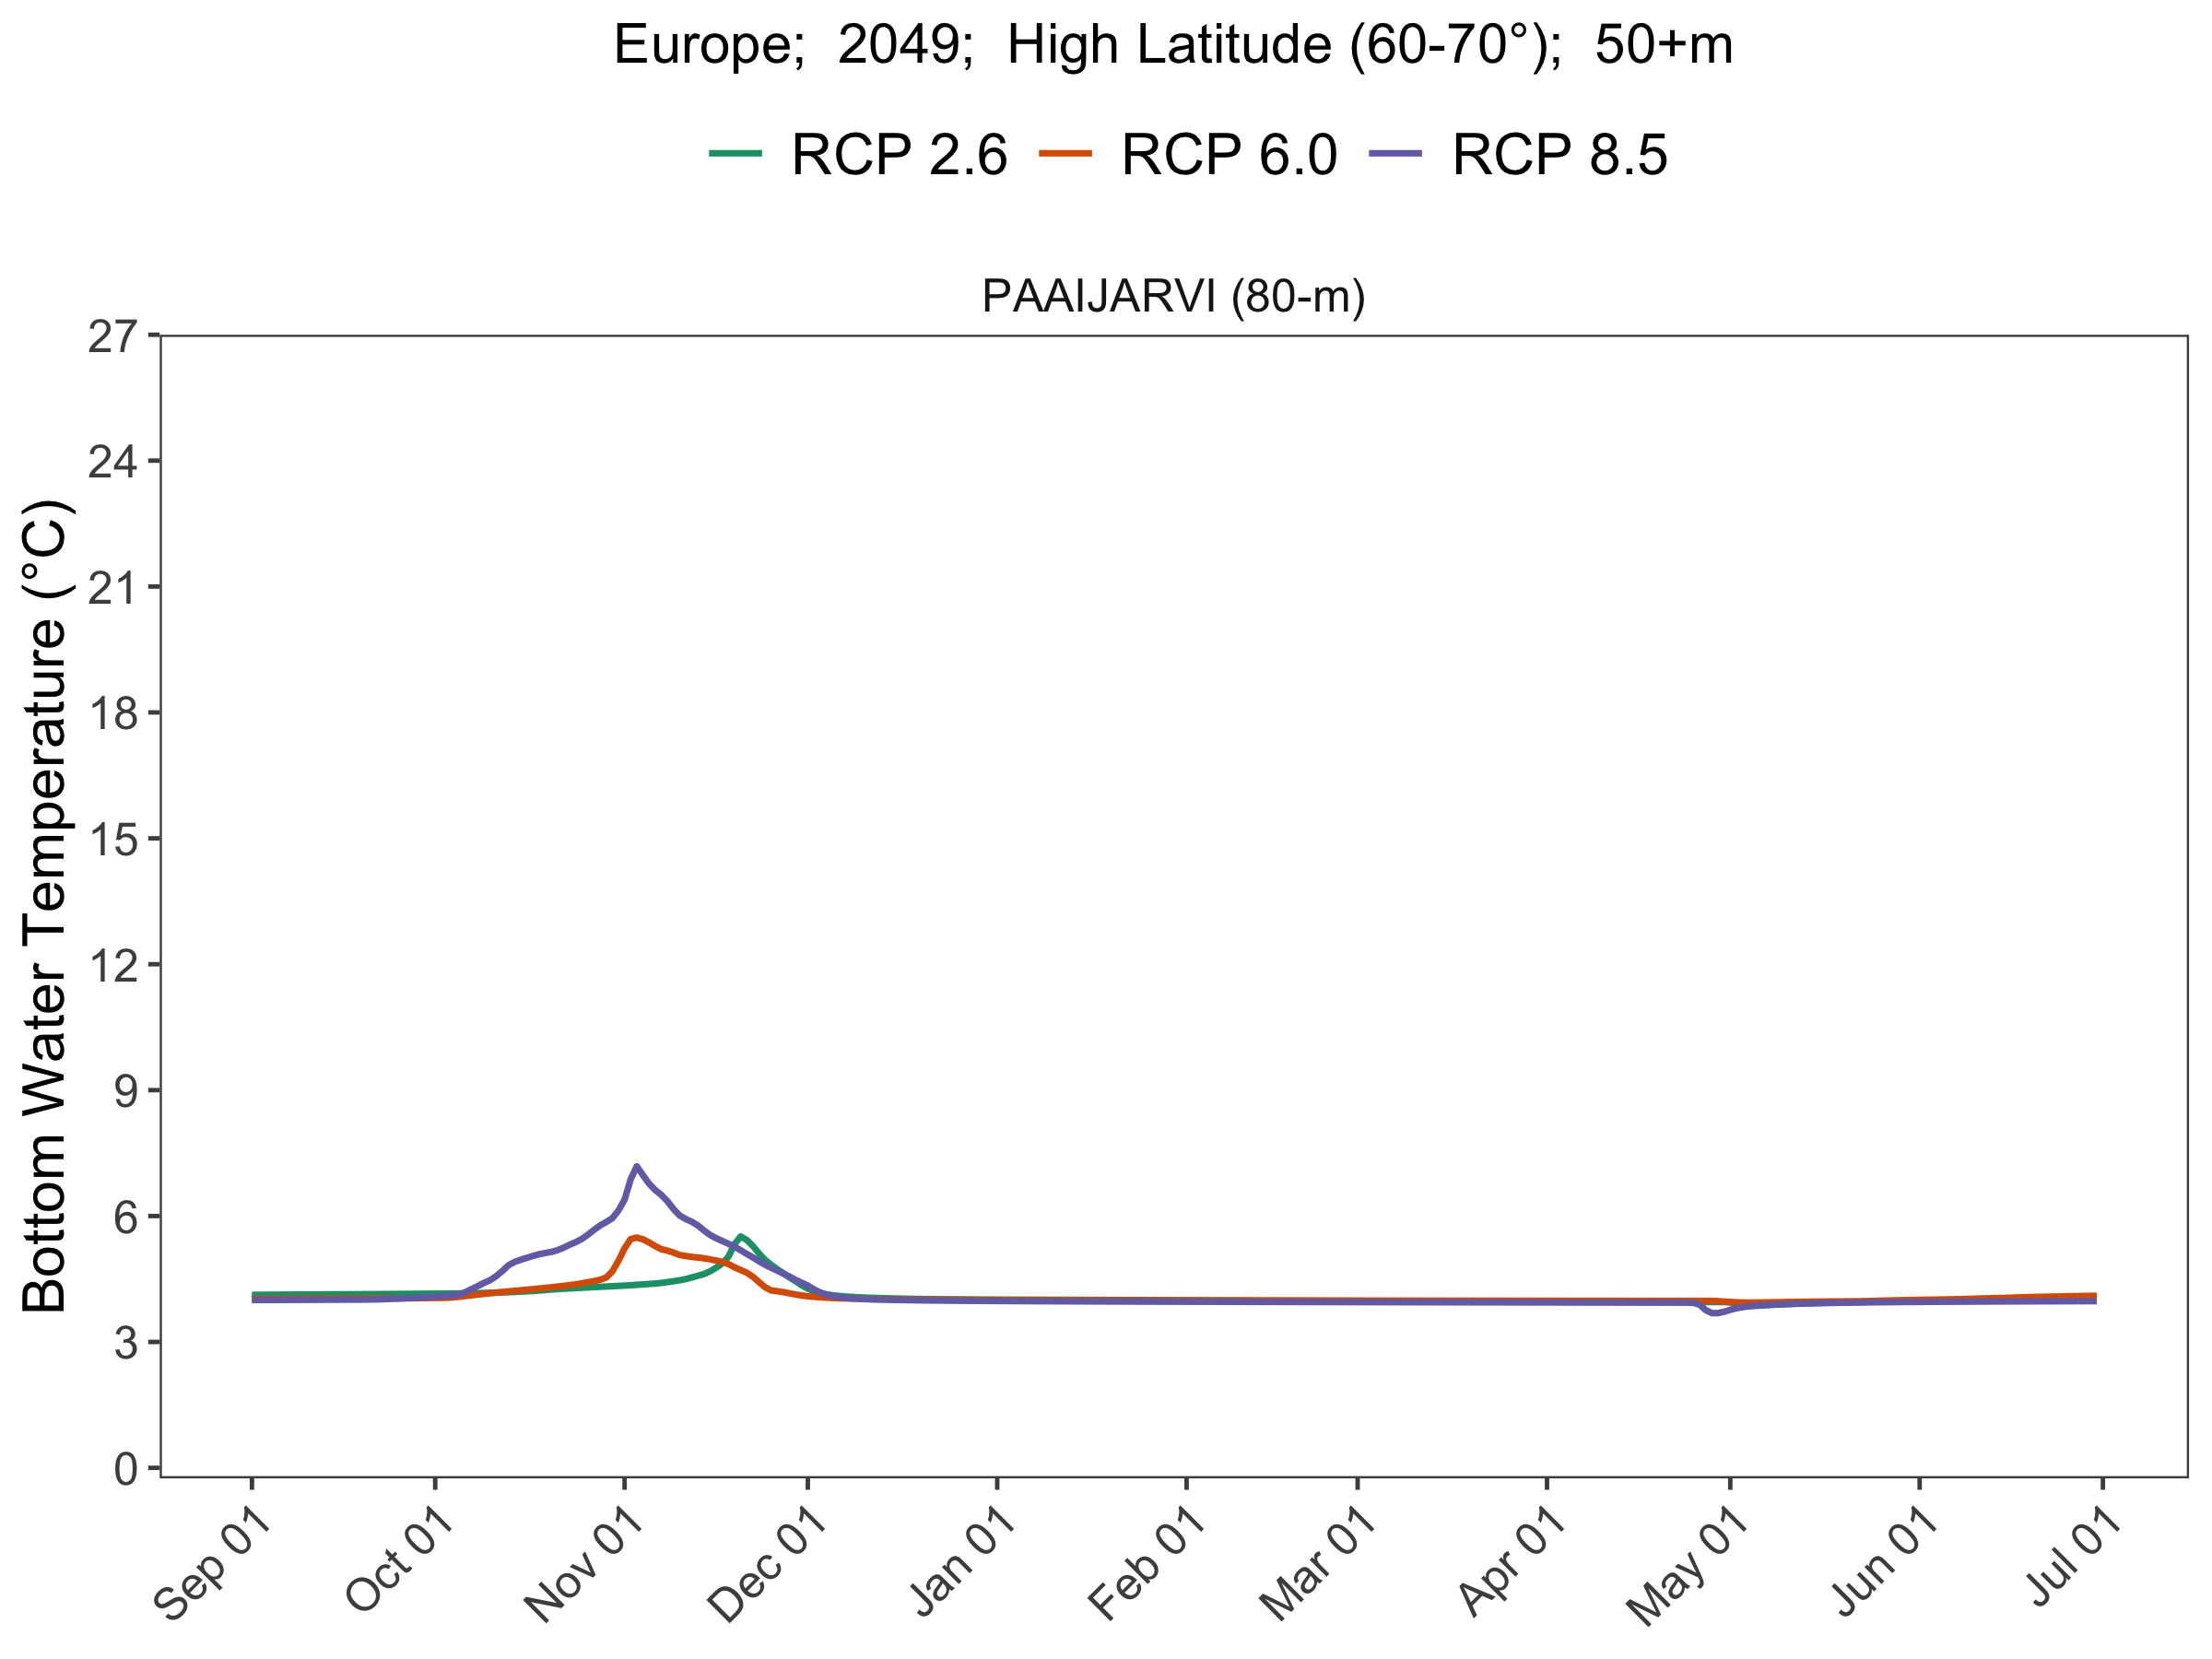 Europe; 2049; High Latitude (60-70°); 50+m
RCP 2.6 RCP 6.0 RCP 8.5
PAAIJARVI (80-m)
Bottom Water Temperature (°C)
27
24
21
18
15
12
9
6
3
0
Sep 01 Oct 01 Nov 01 Dec 01 Jan 01 Feb 01 Mar 01 Apr 01 May 01 Jun 01 Jul 01